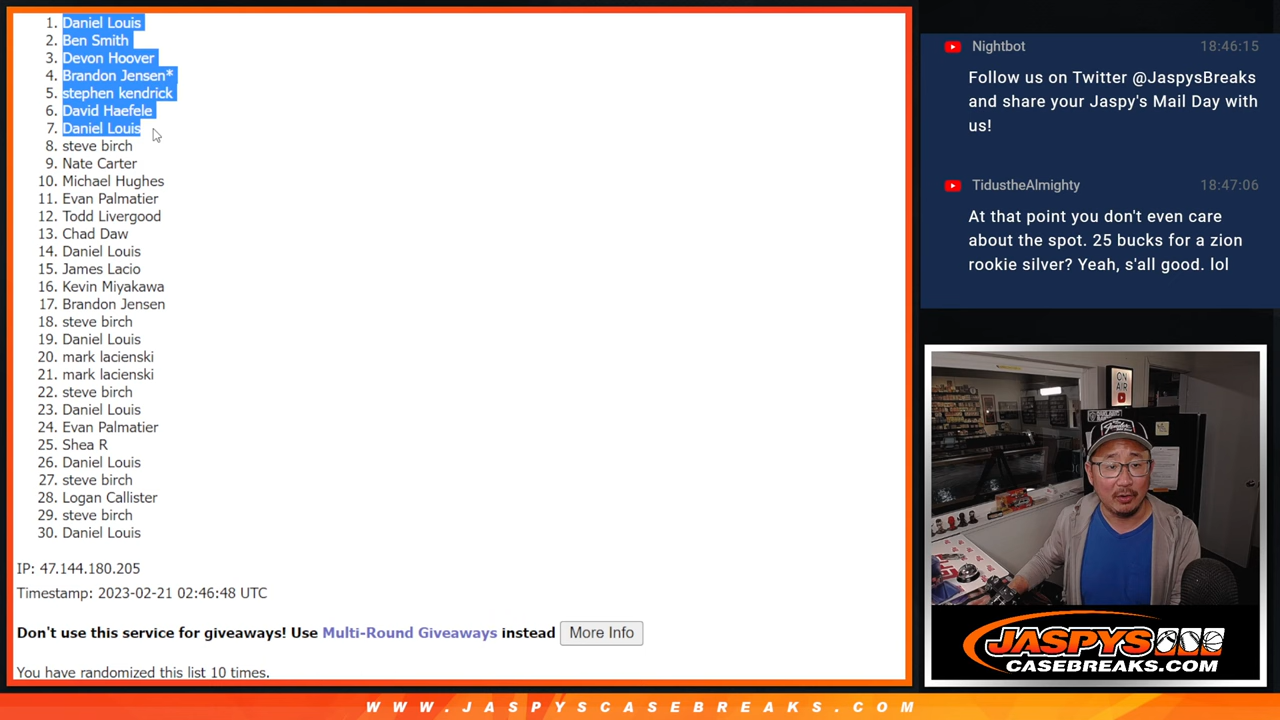 1. Daniel Louis
2. Ben Smith
3. Devon Hoover
4. Brandon Jensen*
5. stephen kendrick
6. David Haefele
7. Daniel Louis
8. steve birch
9. Nate Carter
10. Michael Hughes
11. Evan Palmatier
12. Todd Livergood
13. Chad Daw
14. Daniel Louis
15. James Lacio
16. Kevin Miyakawa
17. Brandon Jensen
18. steve birch
19. Daniel Louis
20. mark lacienski
21. mark lacienski
22. steve birch
23. Daniel Louis
24. Evan Palmatier
25. Shea R
26. Daniel Louis
27. steve birch
28. Logan Callister
29. steve birch
30. Daniel Louis
IP: 47.144.180.205
Timestamp: 2023-02-21 02:46:48 UTC
Don't use this service for giveaways! Use Multi-Round Giveaways instead More Info
You have randomized this list 10 times.
Nightbot 18:46:15
Follow us on Twitter @JaspysBreaks
and share your Jaspy's Mail Day with
us!
TidustheAlmighty 18:47:06
At that point you don't even care
about the spot. 25 bucks for a zion
rookie silver? Yeah, s'all good. lol
ON
AIR
JASPYS
CASEBREAKS.COM
WWW.JASPYSCASEBREAKS.COM